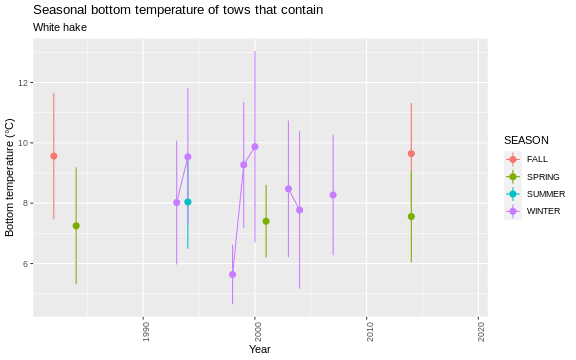 Seasonal bottom temperature of tows that contain
White hake
Bottom temperature (°C)
12
10
8
6
1990
2000
2010
2020
Year
SEASON
FALL
SPRING
SUMMER
WINTER